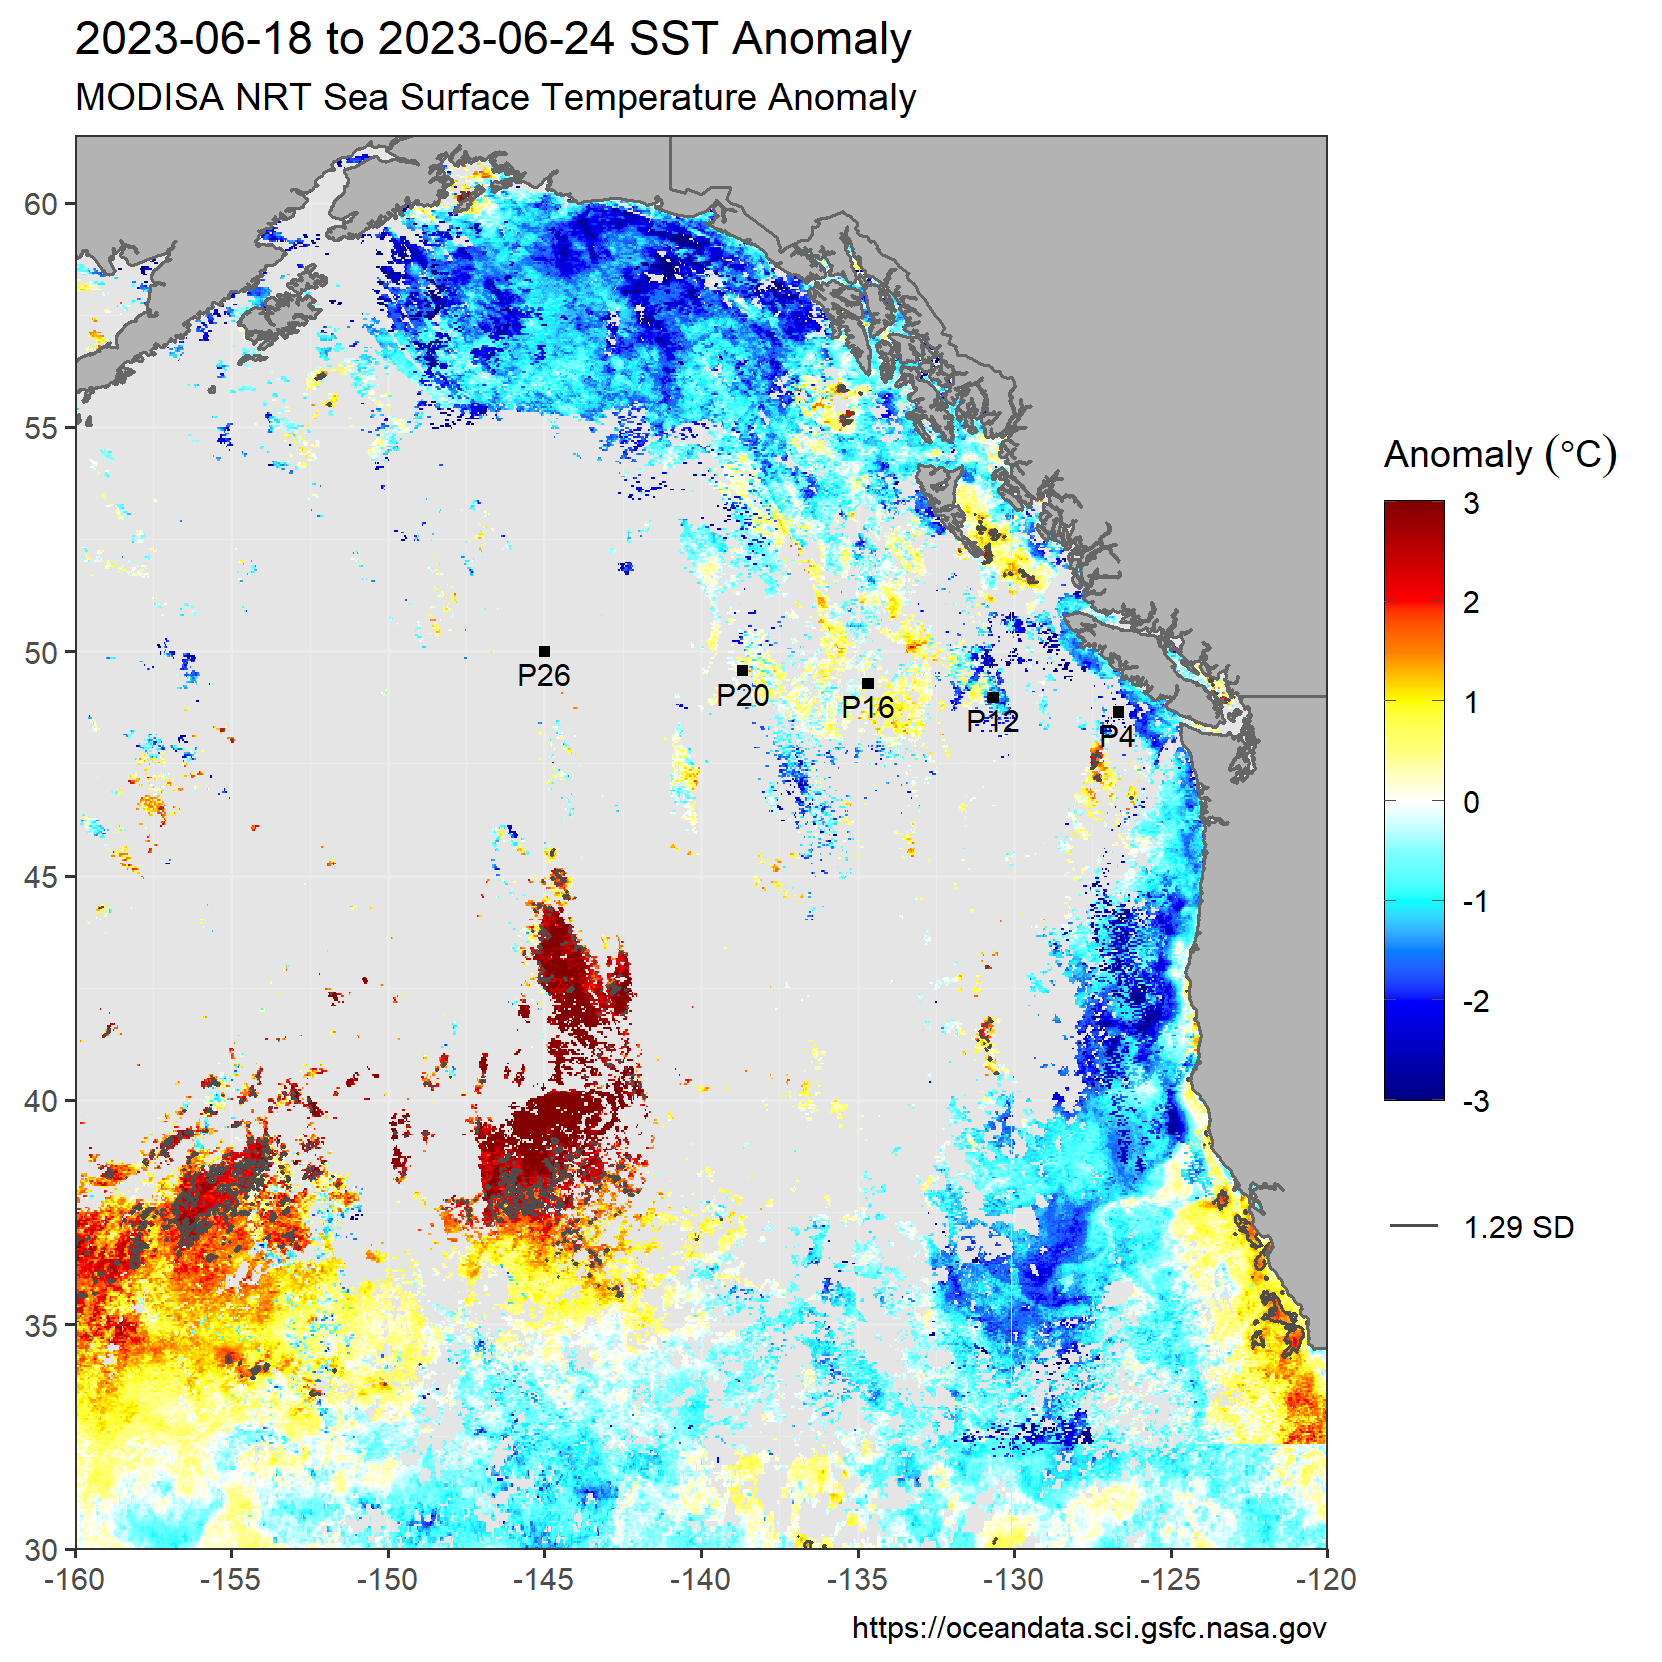 2023-06-18 to 2023-06-24 SST Anomaly
MODISA NRT Sea Surface Temperature Anomaly
60
55
50
45
40
35
30
-160
-155
-150
-145
-140
-135
-130
-125
-120
P26
P20
P16
P12
P4
Anomaly (°C)
3
2
1
0
-1
-2
-3
1.29 SD
https://oceandata.sci.gsfc.nasa.gov